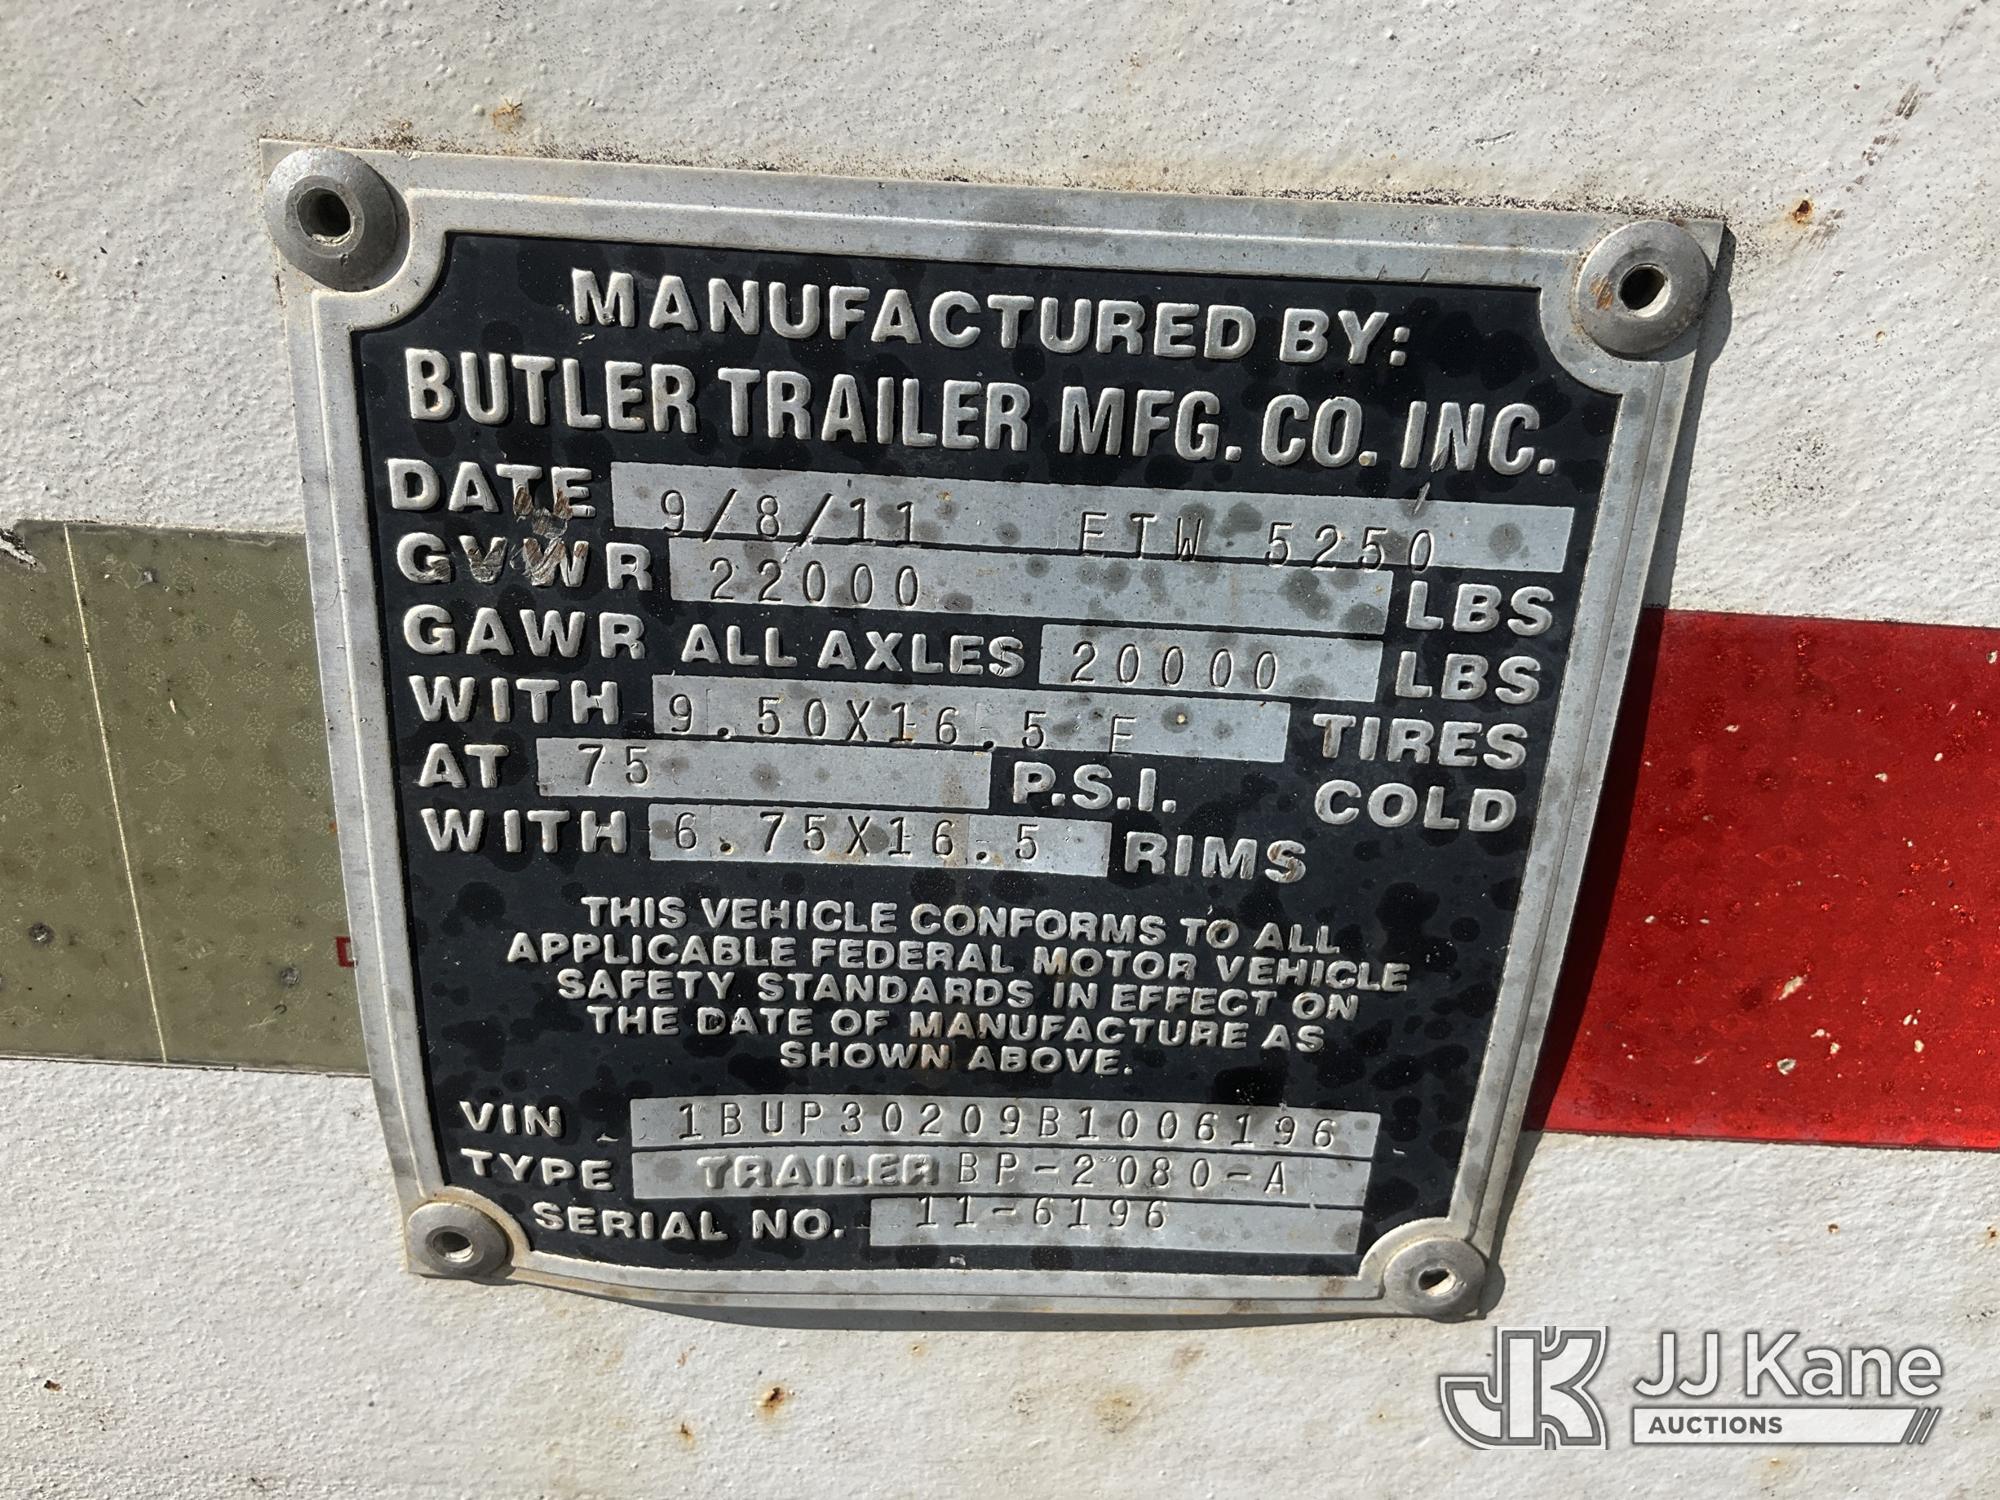 MANUFACTURED BY:
BUTLER TRAILER MFG. CO. INC.
DATE 9/8/11 ETW 5250
GVWR 22000 LBS
GAWR ALL AXLES 20000 LBS
WITH 9.50X16.5 E TIRES
AT 75 P.S.I. COLD
WITH 6.75X16.5 RIMS
THIS VEHICLE CONFORMS TO ALL
APPLICABLE FEDERAL MOTOR VEHICLE
SAFETY STANDARDS IN EFFECT ON
THE DATE OF MANUFACTURE AS
SHOWN ABOVE.
VIN 1BUP30209B1006196
TYPE TRAILER BP-2080-A
SERIAL NO. 11-6196
JK JJ Kane
AUCTIONS